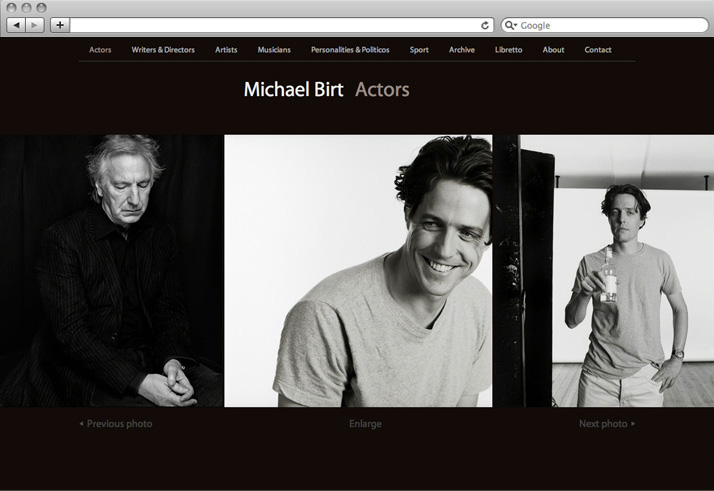 Google
Actors Writers & Directors Artists Musicians Personalities & Politicos Sport Archive Libretto About Contact
Michael Birt Actors
Previous photo Enlarge Next photo